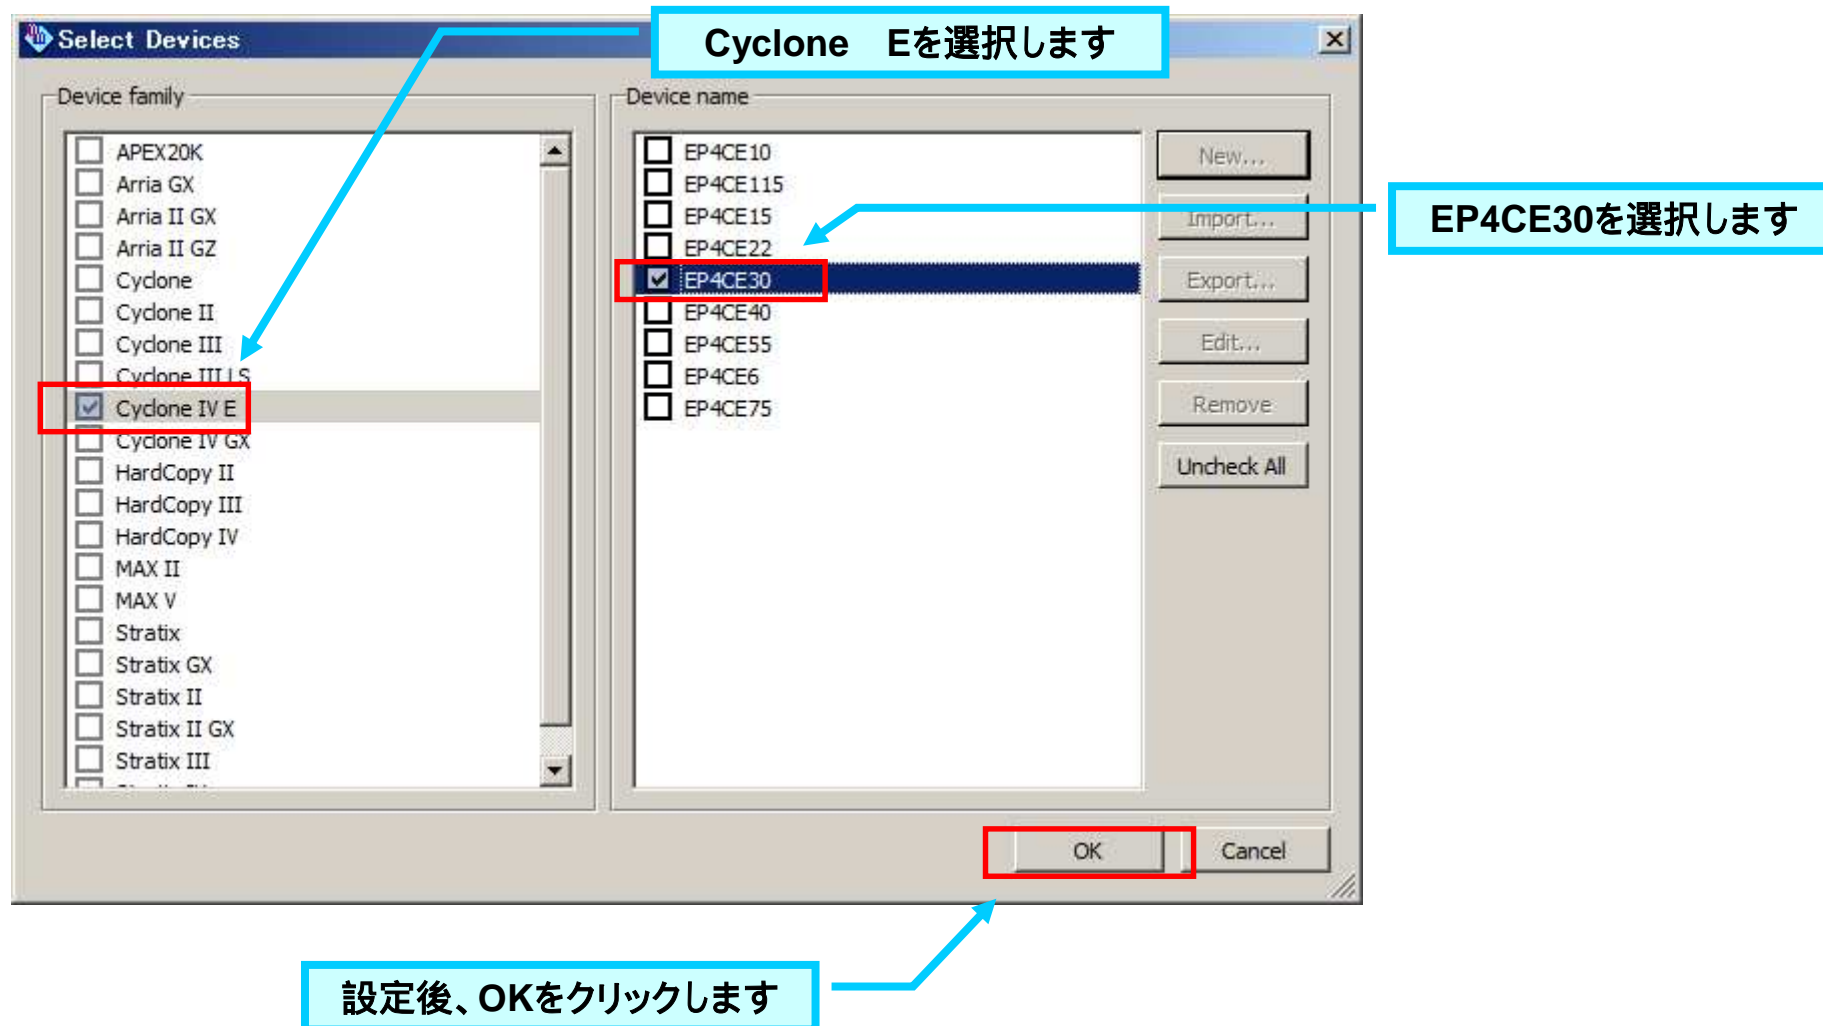 Select Devices
Cyclone　Eを選択します
Device family
APEX20K
Arria GX
Arria II GX
Arria II GZ
Cyclone
Cyclone II
Cyclone III
Cyclone III LS
Cyclone IV E
Cyclone IV GX
HardCopy II
HardCopy III
HardCopy IV
MAX II
MAX V
Stratix
Stratix GX
Stratix II
Stratix II GX
Stratix III
Device name
EP4CE10
EP4CE115
EP4CE15
EP4CE22
EP4CE30
EP4CE40
EP4CE55
EP4CE6
EP4CE75
New...
Import...
Export...
Edit...
Remove
Uncheck All
EP4CE30を選択します
OK
Cancel
設定後、OKをクリックします